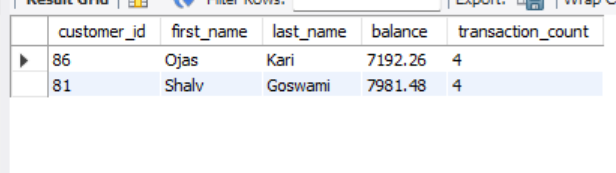 Result Grid Filter Rows: Export: Wrap C
customer_id first_name last_name balance transaction_count
86 Ojas Kari 7192.26 4
81 Shalv Goswami 7981.48 4